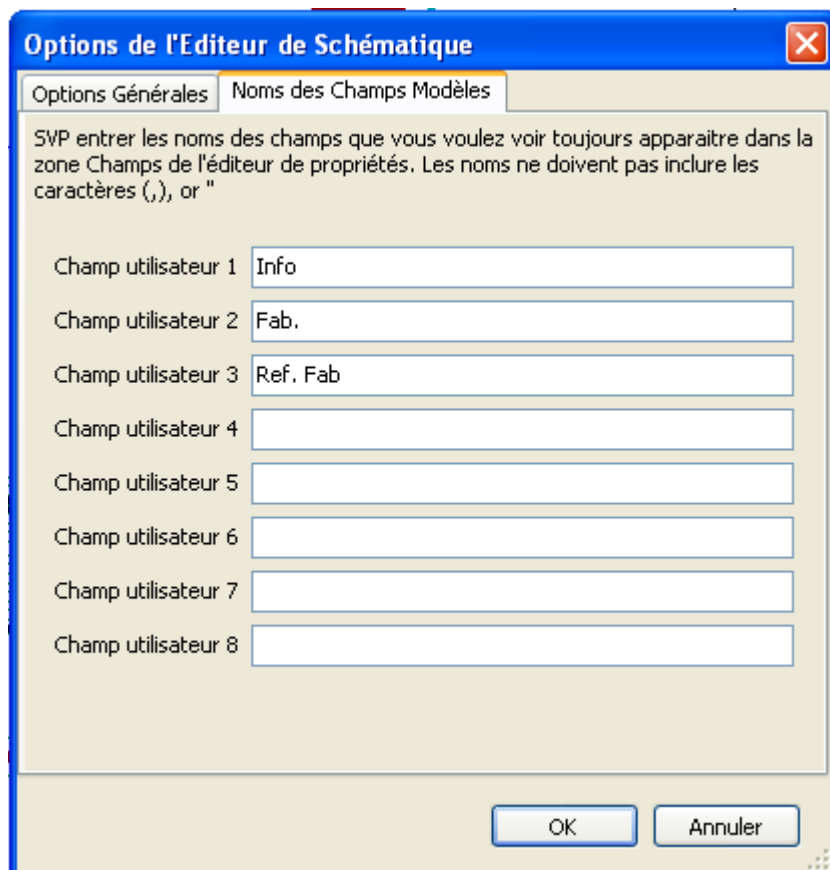 Options de l'Editeur de Schématique
Options Générales
Noms des Champs Modèles
SVP entrer les noms des champs que vous voulez voir toujours apparaitre dans la
zone Champs de l'éditeur de propriétés. Les noms ne doivent pas inclure les
caractères (,), or "
Champ utilisateur 1 Info
Champ utilisateur 2 Fab.
Champ utilisateur 3 Ref. Fab
Champ utilisateur 4
Champ utilisateur 5
Champ utilisateur 6
Champ utilisateur 7
Champ utilisateur 8
OK
Annuler